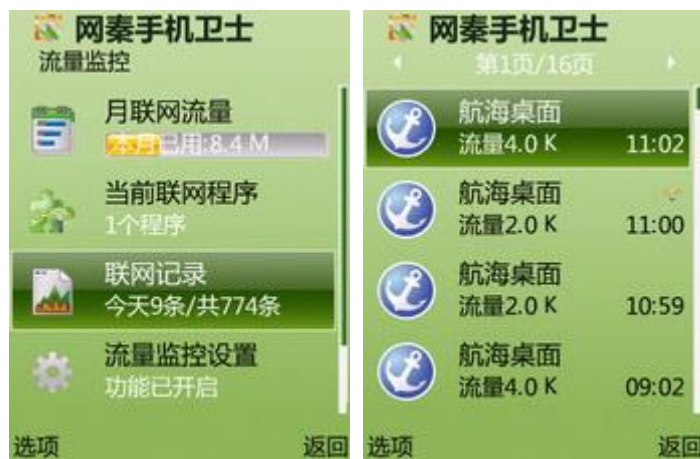 网秦手机卫士
流量监控
月联网流量
本月已用:8.4 M
当前联网程序
1个程序
联网记录
今天9条/共774条
流量监控设置
功能已开启
选项
返回
网秦手机卫士
第1页/16页
航海桌面
流量4.0 K 11:02
航海桌面
流量2.0 K 11:00
航海桌面
流量2.0 K 10:59
航海桌面
流量4.0 K 09:02
选项
返回